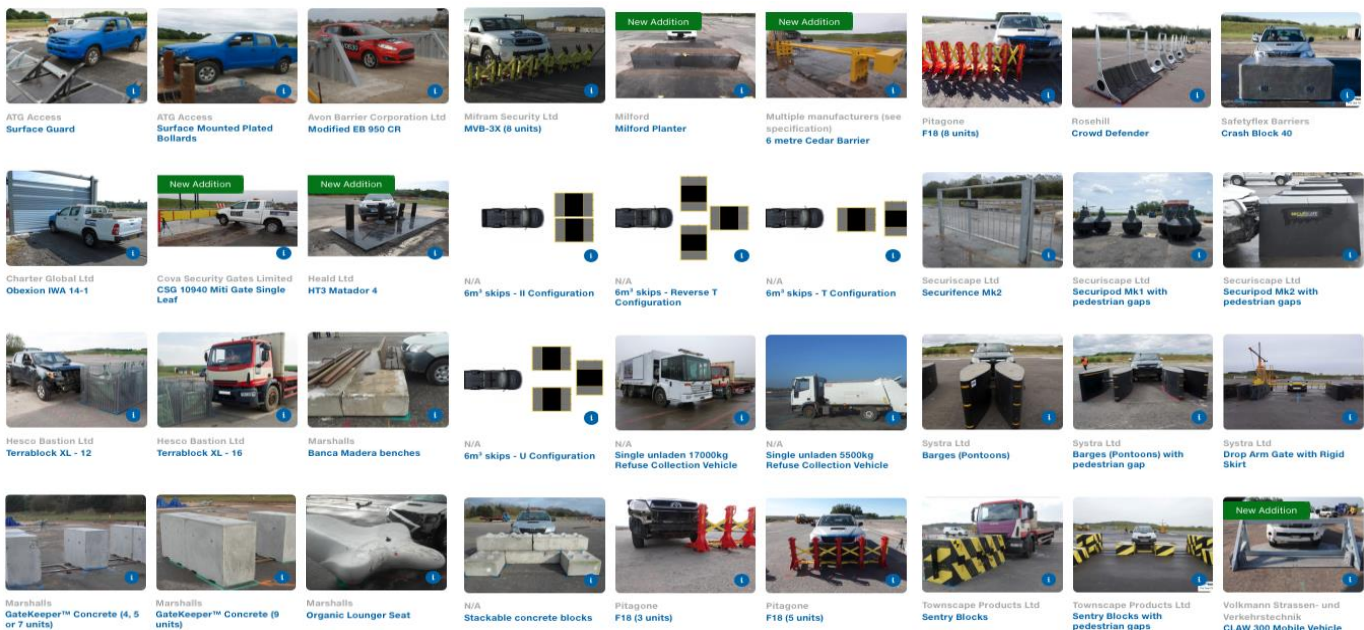 New Addition
New Addition
ATG Access
Surface Guard
ATG Access
Surface Mounted Plated
Bollards
Avon Barrier Corporation Ltd
Modified EB 950 CR
Mifram Security Ltd
MVB-3X (8 units)
Milford
Milford Planter
Multiple manufacturers (see
specification)
6 metre Cedar Barrier
Pitagone
F18 (8 units)
Rosehill
Crowd Defender
Safetyflex Barriers
Crash Block 40
New Addition
New Addition
Charter Global Ltd
Obexion IWA 14-1
Cova Security Gates Limited
CSG 10940 Miti Gate Single
Leaf
Heald Ltd
HT3 Matador 4
N/A
6m³ skips - II Configuration
N/A
6m³ skips - Reverse T
Configuration
N/A
6m³ skips - T Configuration
Securiscape Ltd
Securifence Mk2
Securiscape Ltd
Securipod Mk1 with
pedestrian gaps
Securiscape Ltd
Securipod Mk2 with
pedestrian gaps
Hesco Bastion Ltd
Terrablock XL - 12
Hesco Bastion Ltd
Terrablock XL - 16
Marshalls
Banca Madera benches
N/A
6m³ skips - U Configuration
N/A
Single unladen 17000kg
Refuse Collection Vehicle
N/A
Single unladen 5500kg
Refuse Collection Vehicle
Systra Ltd
Barges (Pontoons)
Systra Ltd
Barges (Pontoons) with
pedestrian gap
Systra Ltd
Drop Arm Gate with Rigid
Skirt
New Addition
Marshalls
GateKeeper™ Concrete (4, 5
or 7 units)
Marshalls
GateKeeper™ Concrete (9
units)
Marshalls
Organic Lounger Seat
N/A
Stackable concrete blocks
Pitagone
F18 (3 units)
Pitagone
F18 (5 units)
Townscape Products Ltd
Sentry Blocks
Townscape Products Ltd
Sentry Blocks with
pedestrian gaps
Volkmann Strassen- und
Verkehrstechnik
CLAW 300 Mobile Vehicle